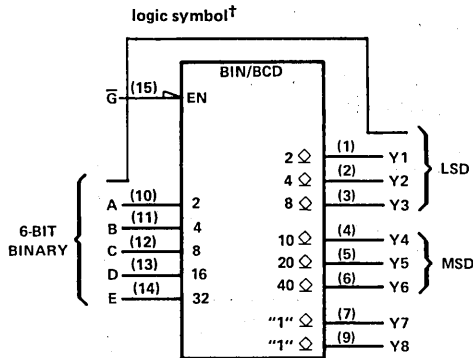 logic symbol†
BIN/BCD
G̅ (15) EN
2 ◇ (1) Y1
4 ◇ (2) Y2
8 ◇ (3) Y3
LSD
6-BIT
BINARY
A (10) 2
B (11) 4
C (12) 8
D (13) 16
E (14) 32
10 ◇ (4) Y4
20 ◇ (5) Y5
40 ◇ (6) Y6
MSD
"1" ◇ (7) Y7
"1" ◇ (9) Y8